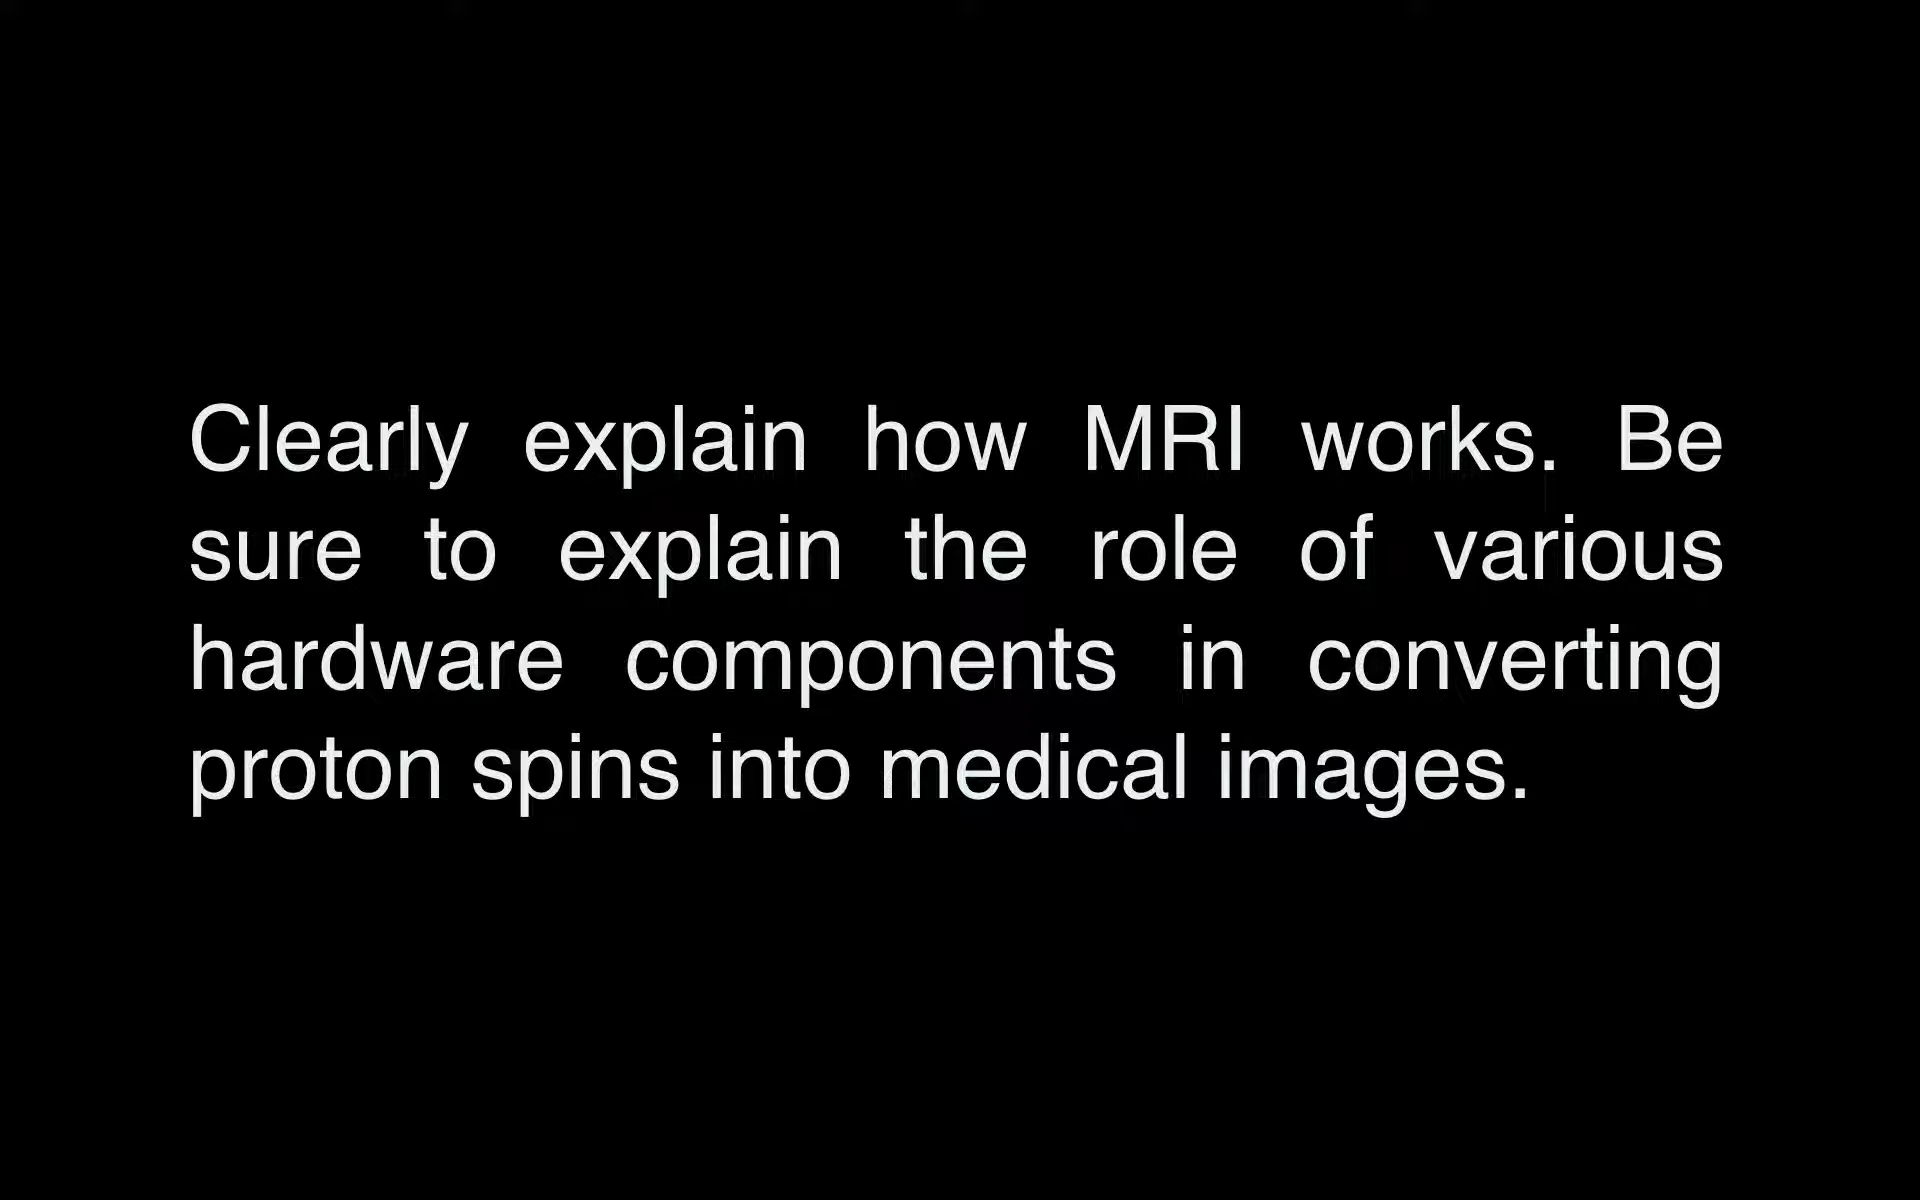 Clearly explain how MRI works. Be
sure to explain the role of various
hardware components in converting
proton spins into medical images.